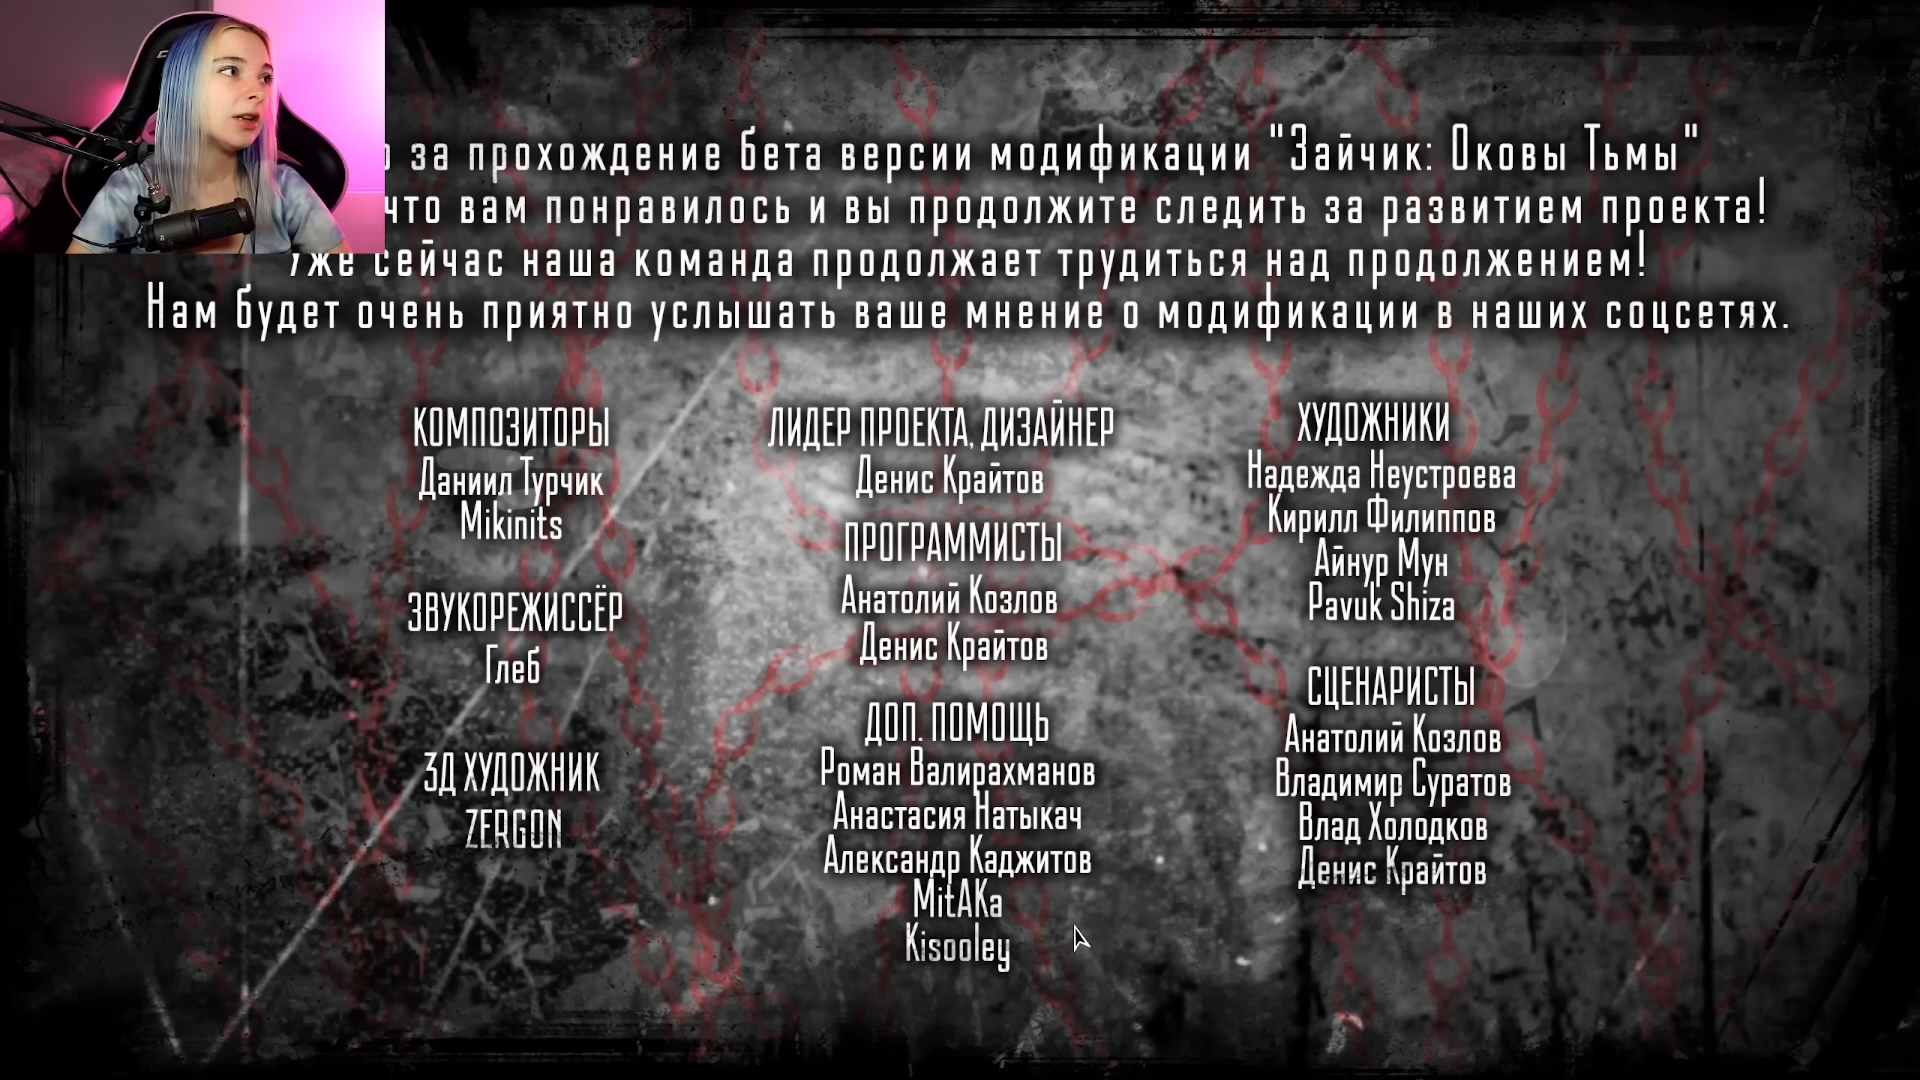 за прохождение бета версии модификации "Зайчик: Оковы Тьмы"
что вам понравилось и вы продолжите следить за развитием проекта!
Уже сейчас наша команда продолжает трудиться над продолжением!
Нам будет очень приятно услышать ваше мнение о модификации в наших соцсетях.
КОМПОЗИТОРЫ
Даниил Турчик
Mikinits
ЗВУКОРЕЖИССЁР
Глеб
3Д ХУДОЖНИК
ZERGON
ЛИДЕР ПРОЕКТА, ДИЗАЙНЕР
Денис Крайтов
ПРОГРАММИСТЫ
Анатолий Козлов
Денис Крайтов
ДОП. ПОМОЩЬ
Роман Валирахманов
Анастасия Натыкач
Александр Каджитов
MitAKa
Kisooley
ХУДОЖНИКИ
Надежда Неустроева
Кирилл Филиппов
Айнур Мун
Pavuk Shiza
СЦЕНАРИСТЫ
Анатолий Козлов
Владимир Суратов
Влад Холодков
Денис Крайтов